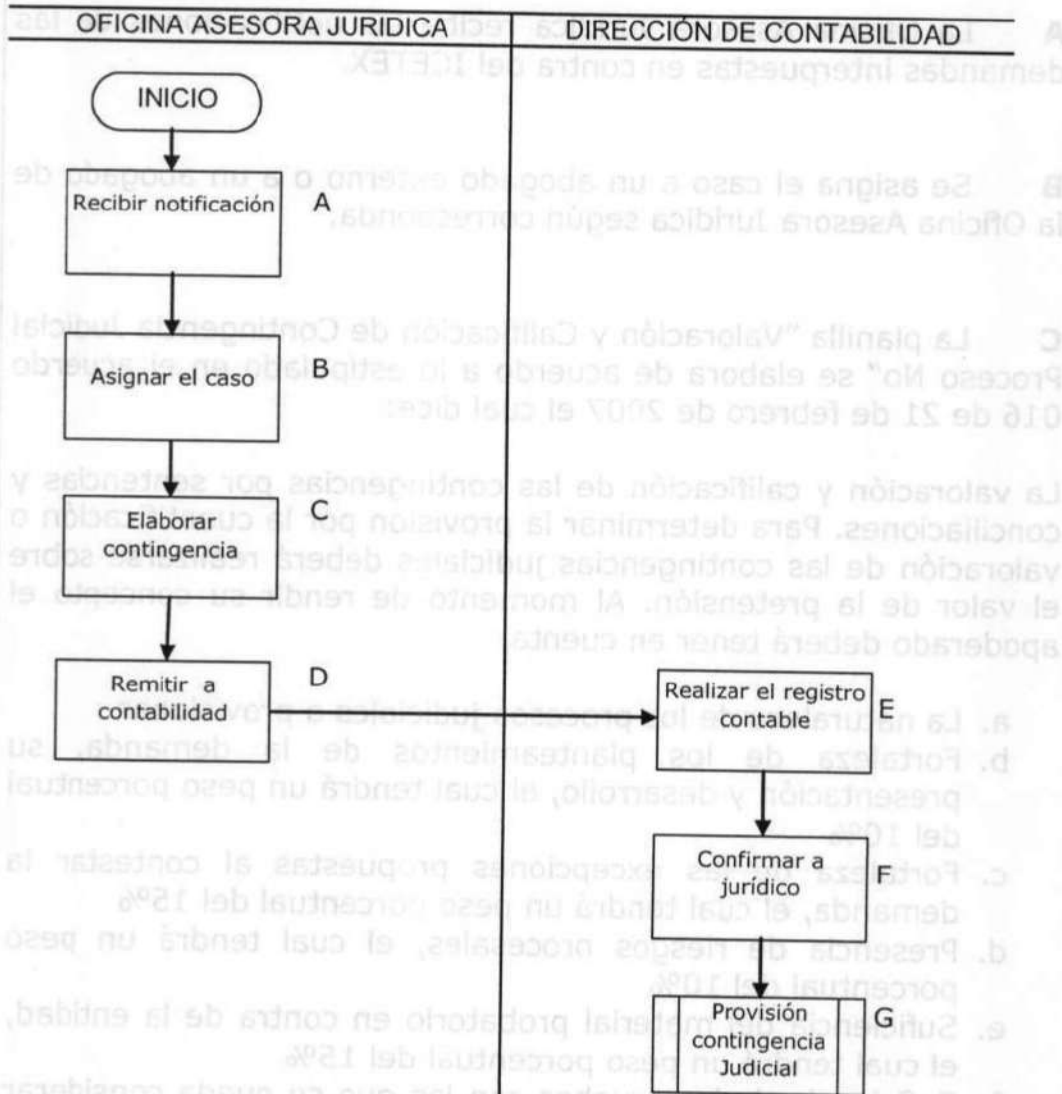 OFICINA ASESORA JURIDICA
DIRECCIÓN DE CONTABILIDAD
INICIO
Recibir notificación
A
Asignar el caso
B
Elaborar
contingencia
C
Remitir a
contabilidad
D
Realizar el registro
contable
E
Confirmar a
jurídico
F
Provisión
contingencia
Judicial
G
A
demandas interpuestas en contra del ICETEX.
B Se asigna el caso a un abogado externo o a un abogado de
la Oficina Asesora Jurídica según corresponda.
C La planilla "Valoración y Calificación de Contingencia Judicial
Proceso No" se elabora de acuerdo a lo estipulado en el acuerdo
016 de 21 de febrero de 2007 el cual dice:
La valoración y calificación de las contingencias por sentencias y
conciliaciones. Para determinar la provisión por la cuantificación o
valoración de las contingencias judiciales deberá realizarse sobre
el valor de la pretensión. Al momento de rendir su concepto el
apoderado deberá tener en cuenta
a. La naturaleza de los procesos judiciales a
b. Fortaleza de los planteamientos de la demanda, su
presentación y desarrollo, el cual tendrá un peso porcentual
del 10%
c. Fortaleza de las excepciones propuestas al contestar la
demanda, el cual tendrá un peso porcentual del 15%
d. Presencia de riesgos procesales, el cual tendrá un peso
porcentual del 10%
e. Suficiencia del material probatorio en contra de la entidad,
el cual tendrá un peso porcentual del 15%